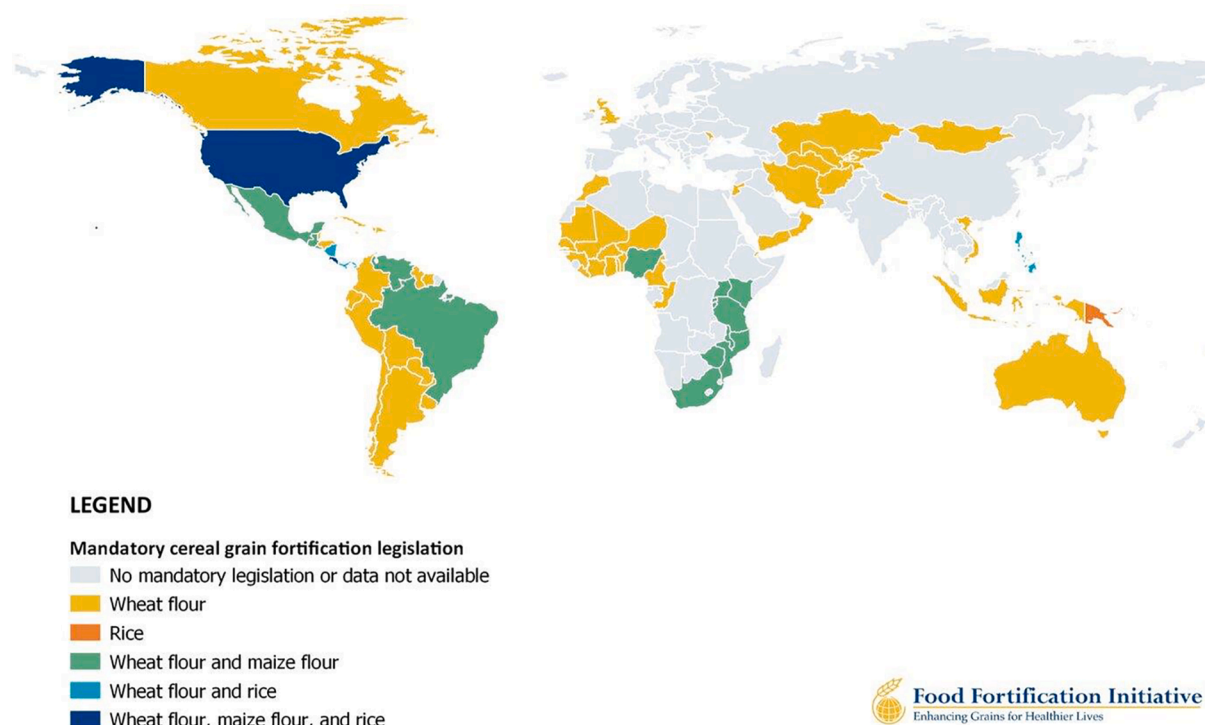 LEGEND
Mandatory cereal grain fortification legislation
No mandatory legislation or data not available
Wheat flour
Rice
Wheat flour and maize flour
Wheat flour and rice
Wheat flour, maize flour, and rice
Food Fortification Initiative
Enhancing Grains for Healthier Lives